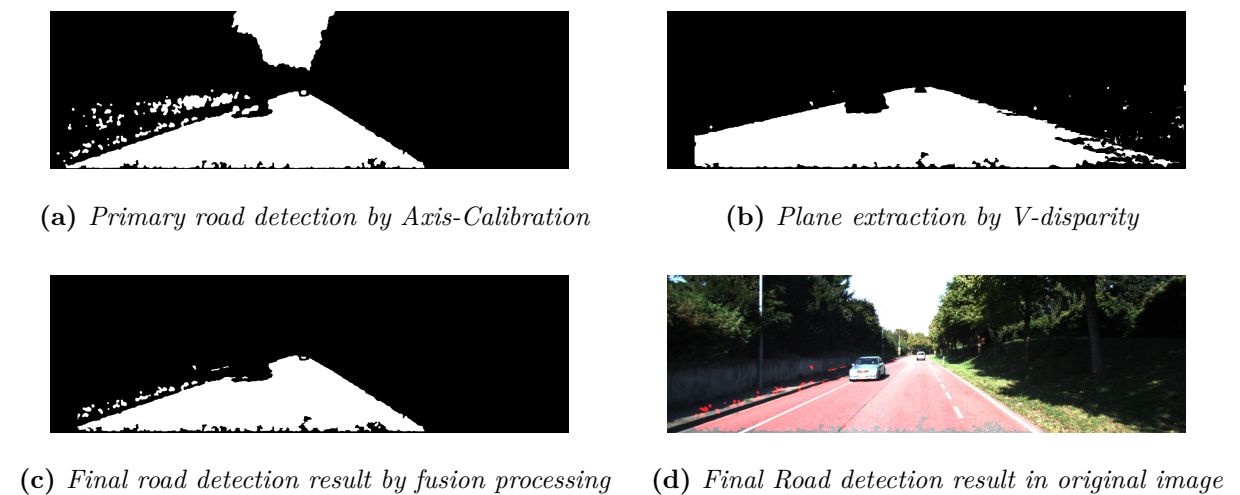 (a) Primary road detection by Axis-Calibration
(b) Plane extraction by V-disparity
(c) Final road detection result by fusion processing
(d) Final Road detection result in original image